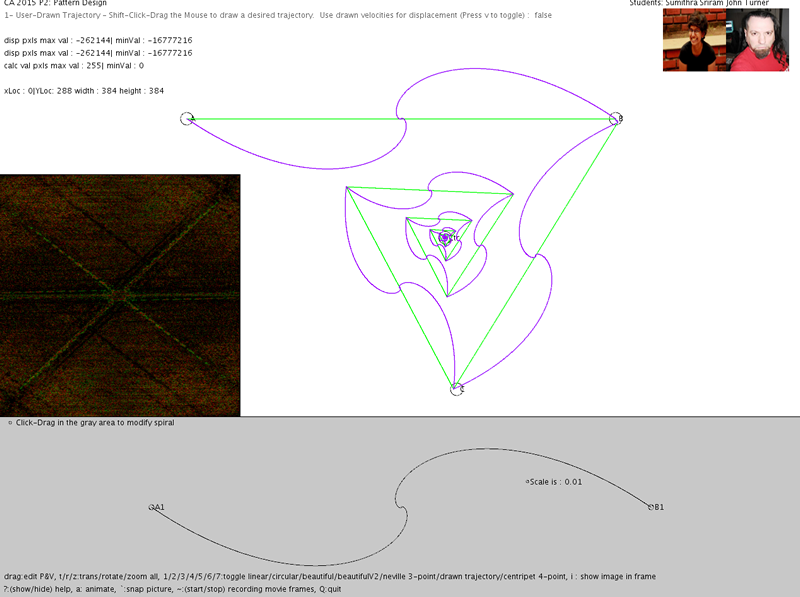 CA 2015 P2: Pattern Design
Students: Sumithra Sriram John Turner
1- User-Drawn Trajectory - Shift-Click-Drag the Mouse to draw a desired trajectory.  Use drawn velocities for displacement (Press v to toggle) :  false
disp pxls max val : -262144| minVal : -16777216
disp pxls max val : -262144| minVal : -16777216
calc val pxls max val : 255| minVal : 0
xLoc : 0|YLoc: 288 width : 384 height : 384
A
B
C
Click-Drag in the gray area to modify spiral
Scale is : 0.01
A1
B1
drag:edit P&V, t/r/z:trans/rotate/zoom all, 1/2/3/4/5/6/7:toggle linear/circular/beautiful/beautifulV2/neville 3-point/drawn trajectory/centripet 4-point, i : show image in frame
?:(show/hide) help, a: animate, `:snap picture, ~:(start/stop) recording movie frames, Q:quit